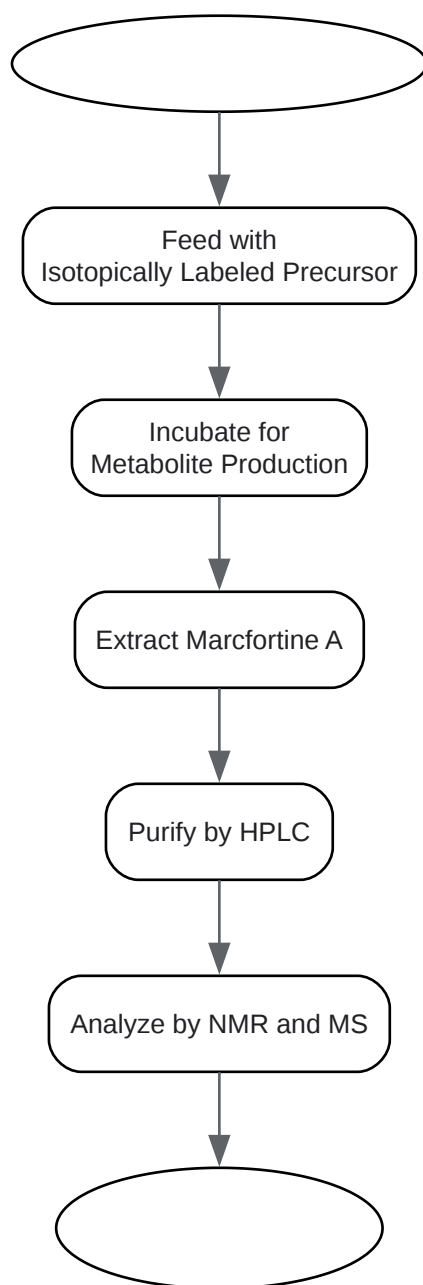 Feed with
Isotopically Labeled Precursor
Incubate for
Metabolite Production
Extract Marcfortine A
Purify by HPLC
Analyze by NMR and MS